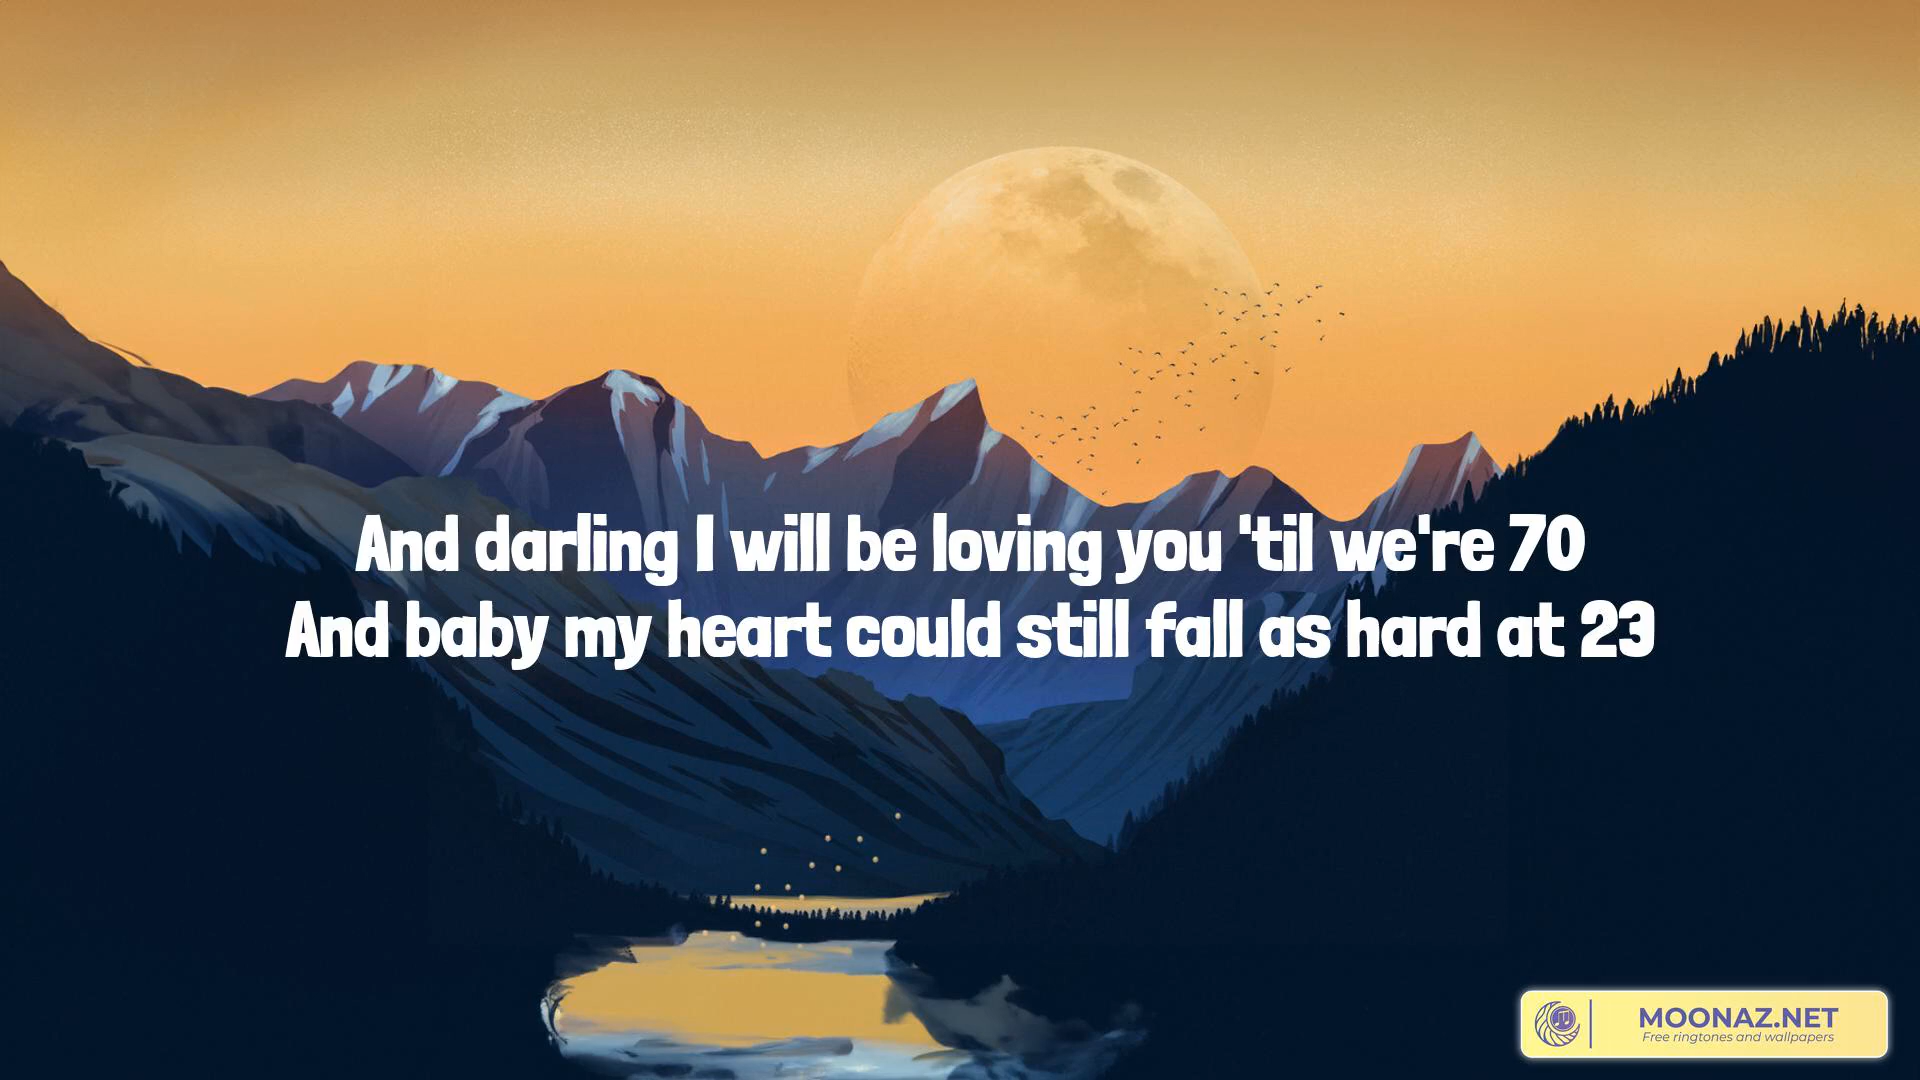 And darling I will be loving you 'til we're 70
And baby my heart could still fall as hard at 23
MOONAZ.NET
Free ringtones and wallpapers